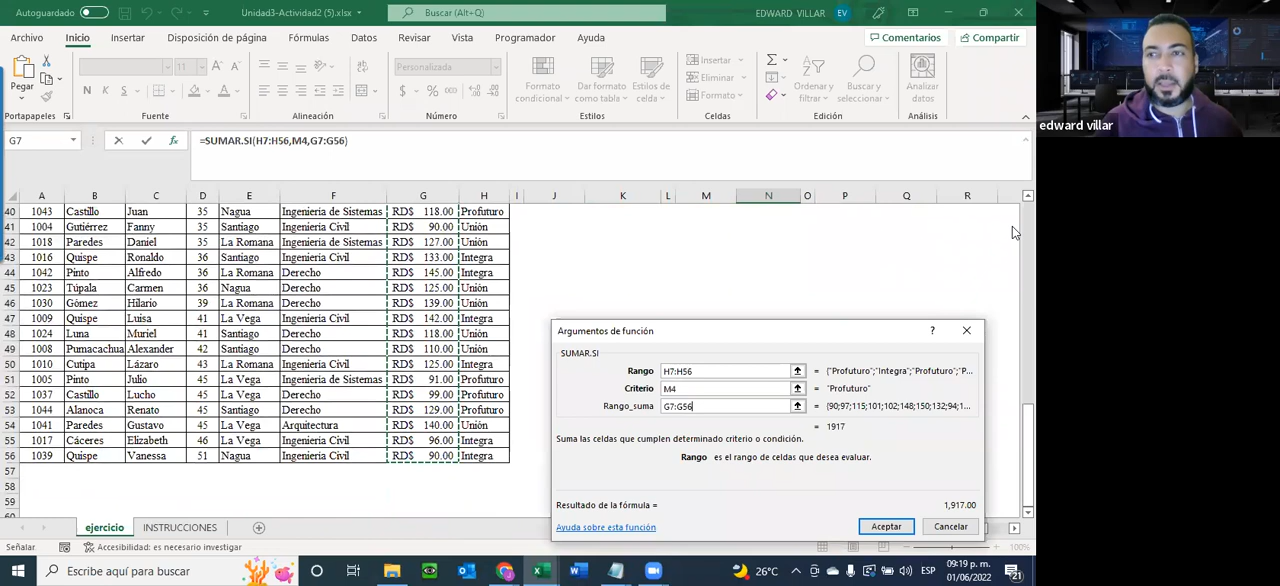 Autoguardado
Unidad3-Actividad2 (5).xlsx
Buscar (Alt+Q)
EDWARD VILLAR EV
Archivo Inicio Insertar Disposición de página Fórmulas Datos Revisar Vista Programador Ayuda Comentarios Compartir
Pegar
11
Personalizada
N K S
$ % 000
Formato condicional
Dar formato como tabla
Estilos de celda
Insertar
Eliminar
Formato
Ordenar y filtrar
Buscar y seleccionar
Analizar datos
Portapapeles Fuente Alineación Número Estilos Celdas Edición Análisis
edward villar
G7 =SUMAR.SI(H7:H56,M4,G7:G56)
A B C D E F G H I J K L M N O P Q R
40 1043 Castillo Juan 35 Nagua Ingenieria de Sistemas RD$ 118.00 Profuturo
41 1004 Gutiérrez Fanny 35 Santiago Ingenieria Civil RD$ 90.00 Unión
42 1018 Paredes Daniel 35 La Romana Ingenieria de Sistemas RD$ 127.00 Unión
43 1016 Quispe Ronaldo 36 Santiago Ingenieria Civil RD$ 133.00 Integra
44 1042 Pinto Alfredo 36 La Romana Derecho RD$ 145.00 Integra
45 1023 Túpala Carmen 36 Nagua Derecho RD$ 125.00 Unión
46 1030 Gómez Hilario 39 La Romana Derecho RD$ 139.00 Unión
47 1009 Quispe Luisa 41 La Vega Ingenieria Civil RD$ 142.00 Integra
48 1024 Luna Muriel 41 Santiago Derecho RD$ 118.00 Unión
49 1008 Pumacachua Alexander 42 Santiago Derecho RD$ 110.00 Unión
50 1010 Cutipa Lázaro 43 La Romana Ingenieria Civil RD$ 125.00 Integra
51 1005 Pinto Julio 45 La Vega Ingenieria de Sistemas RD$ 91.00 Profuturo
52 1037 Castillo Lucho 45 La Vega Derecho RD$ 99.00 Profuturo
53 1044 Alanoca Renato 45 Santiago Derecho RD$ 129.00 Profuturo
54 1041 Paredes Gustavo 45 La Vega Arquitectura RD$ 140.00 Unión
55 1017 Cáceres Elizabeth 46 La Vega Ingenieria Civil RD$ 96.00 Integra
56 1039 Quispe Vanessa 51 Nagua Ingenieria Civil RD$ 90.00 Integra
57
58
59
60
Argumentos de función ?
SUMAR.SI
Rango H7:H56 = {"Profuturo";"Integra";"Profuturo";"P...
Criterio M4 = "Profuturo"
Rango_suma G7:G56 = {90;97;115;101;102;148;150;132;94;1...
= 1917
Suma las celdas que cumplen determinado criterio o condición.
Rango es el rango de celdas que desea evaluar.
Resultado de la fórmula = 1,917.00
Ayuda sobre esta función Aceptar Cancelar
ejercicio INSTRUCCIONES
Señalar Accesibilidad: es necesario investigar 100%
Escribe aquí para buscar
26°C ESP
09:19 p. m.
01/06/2022
21